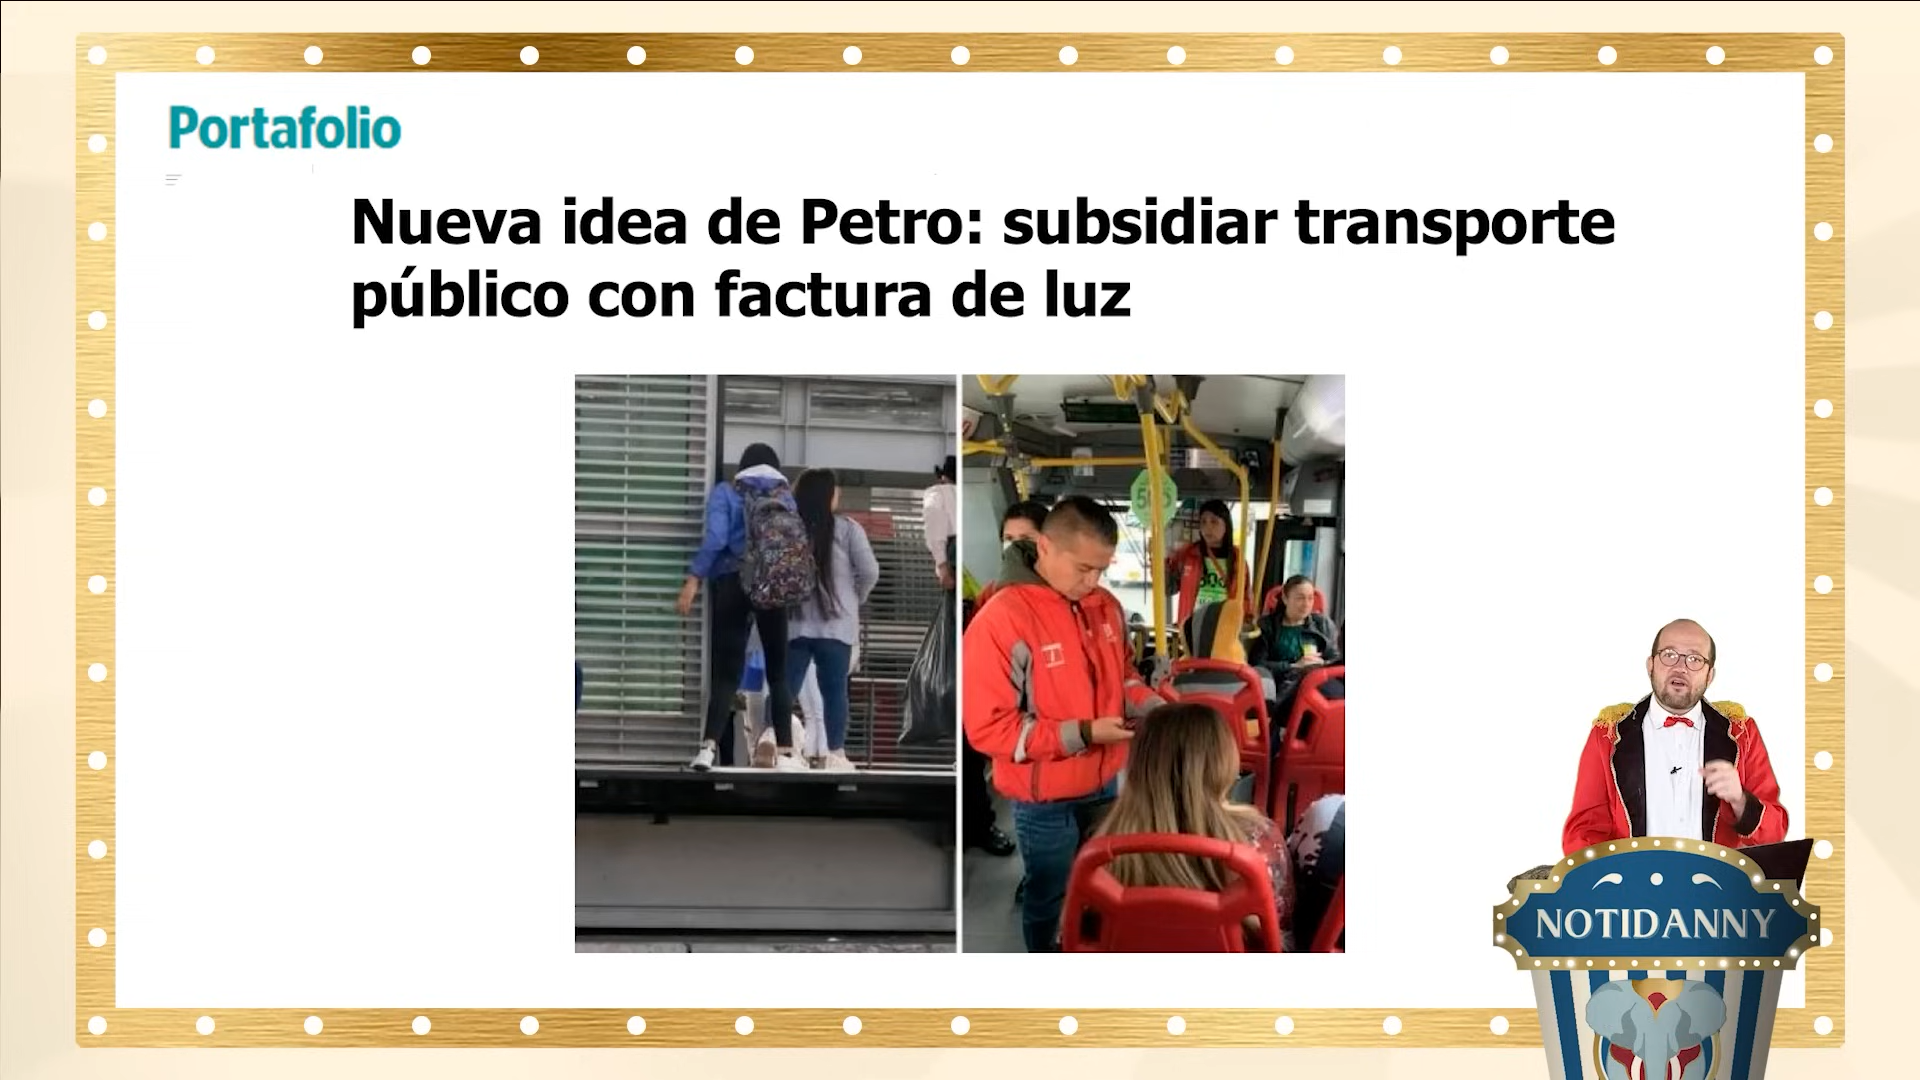 Portafolio
Nueva idea de Petro: subsidiar transporte
público con factura de luz
NOTIDANNY